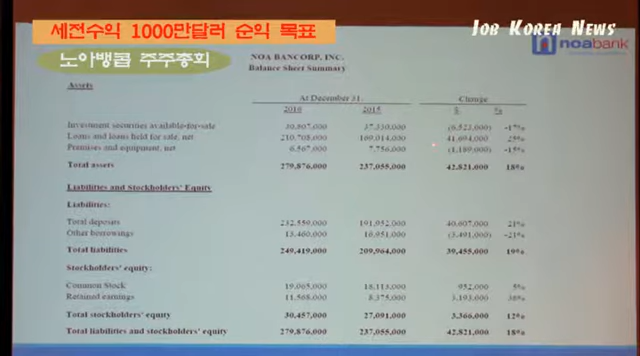 세전수익 1000만달러 순익 목표
JOB KOREA NEWS
노아뱅콥 주주총회
noabank
NOA BANCORP, INC.
Balance Sheet Summary
Assets
At December 31,
Change
2016 2015 $ %
Investment securities available-for-sale 30,807,000 37,330,000 (6,523,000) -17%
Loans and loans held for sale, net 210,708,000 169,014,000 41,694,000 25%
Premises and equipment, net 6,567,000 7,756,000 (1,189,000) -15%
Total assets 279,876,000 237,055,000 42,821,000 18%
Liabilities and Stockholders' Equity
Liabilities:
Total deposits 232,559,000 191,952,000 40,607,000 21%
Other borrowings 13,460,000 16,951,000 (3,491,000) -21%
Total liabilities 249,419,000 209,964,000 39,455,000 19%
Stockholders' equity:
Common Stock 19,065,000 18,113,000 952,000 5%
Retained earnings 11,568,000 8,375,000 3,193,000 38%
Total stockholders' equity 30,457,000 27,091,000 3,366,000 12%
Total liabilities and stockholders' equity 279,876,000 237,055,000 42,821,000 18%